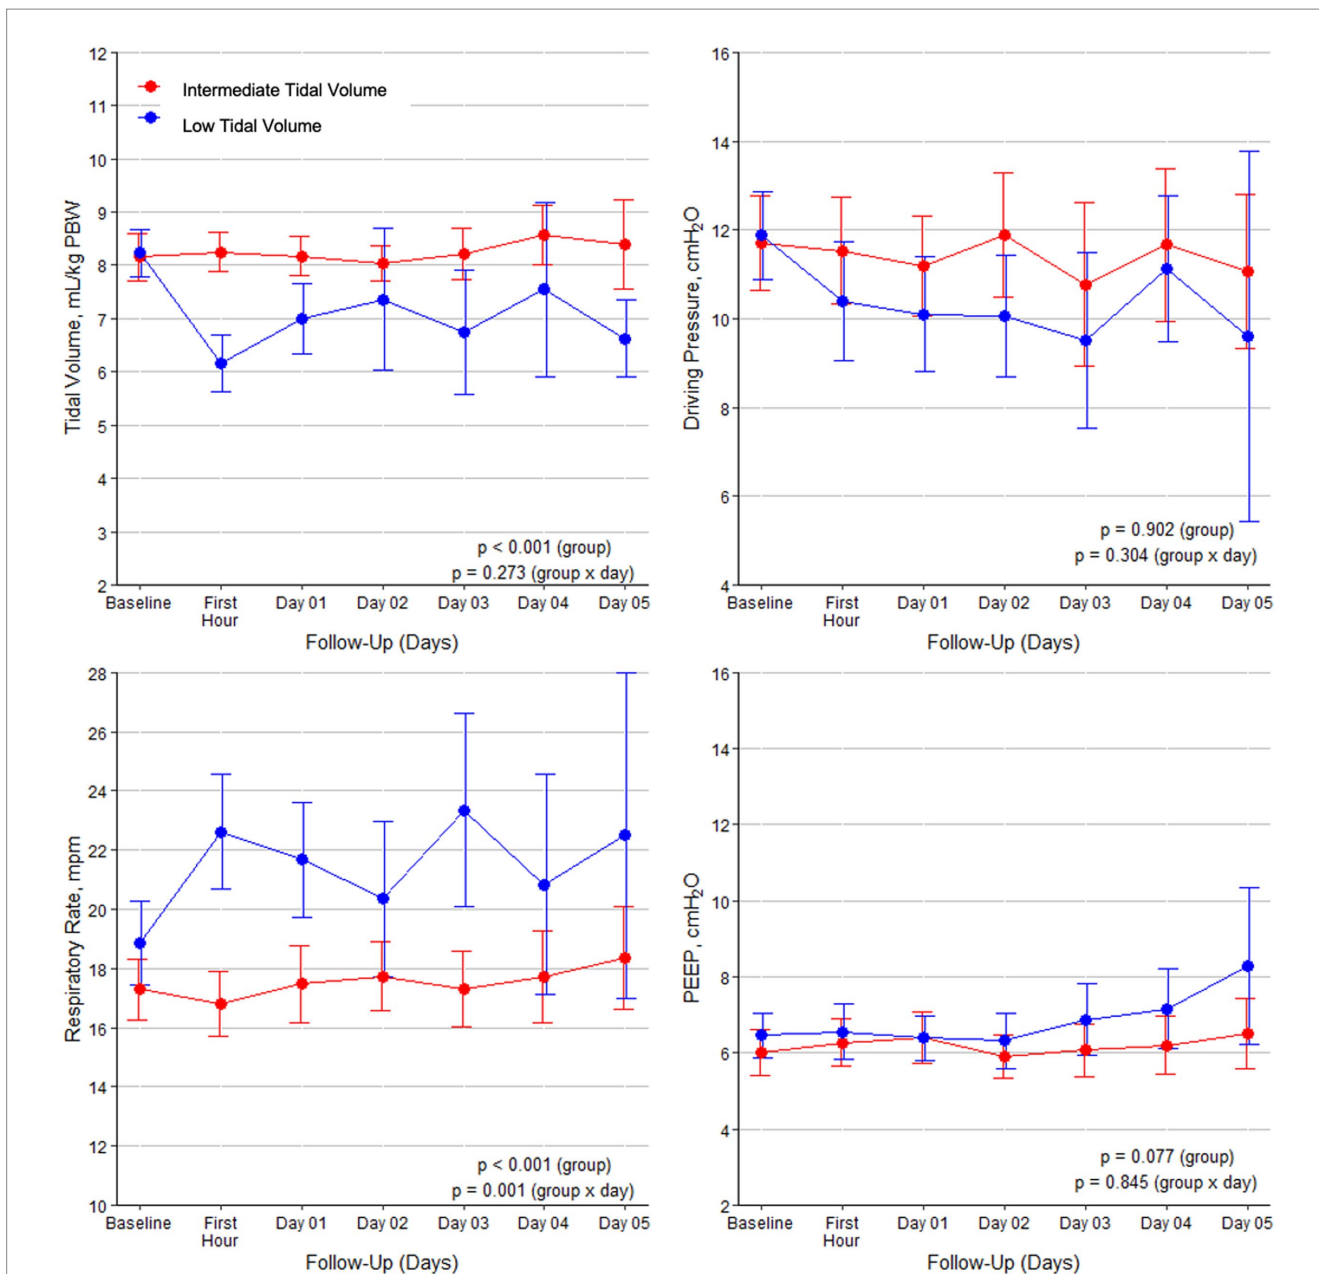 12
11
10
9
8
7
6
5
4
3
2
Tidal Volume, mL/kg PBW
Intermediate Tidal Volume
Low Tidal Volume
p < 0.001 (group)
p = 0.273 (group x day)
Baseline First Hour Day 01 Day 02 Day 03 Day 04 Day 05
Follow-Up (Days)
16
14
12
10
8
6
4
Driving Pressure, cmH₂O
p = 0.902 (group)
p = 0.304 (group x day)
Baseline First Hour Day 01 Day 02 Day 03 Day 04 Day 05
Follow-Up (Days)
28
26
24
22
20
18
16
14
12
10
Respiratory Rate, mpm
p < 0.001 (group)
p = 0.001 (group x day)
Baseline First Hour Day 01 Day 02 Day 03 Day 04 Day 05
Follow-Up (Days)
16
14
12
10
8
6
4
2
PEEP, cmH₂O
p = 0.077 (group)
p = 0.845 (group x day)
Baseline First Hour Day 01 Day 02 Day 03 Day 04 Day 05
Follow-Up (Days)